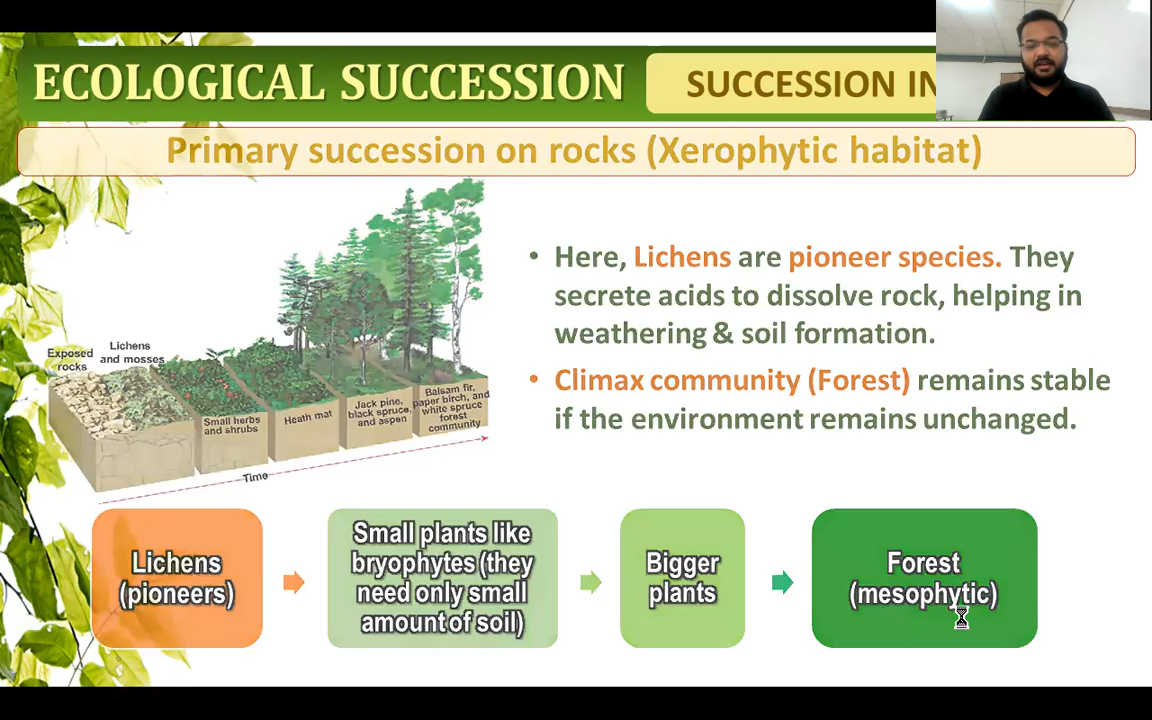 ECOLOGICAL SUCCESSION
SUCCESSION IN
Primary succession on rocks (Xerophytic habitat)
Exposed
rocks
Lichens
and mosses
Small herbs
and shrubs
Heath mat
Jack pine,
black spruce,
and aspen
Balsam fir,
paper birch, and
white spruce
forest
community
Time
• Here, Lichens are pioneer species. They
secrete acids to dissolve rock, helping in
weathering & soil formation.
• Climax community (Forest) remains stable
if the environment remains unchanged.
Lichens
(pioneers)
Small plants like
bryophytes (they
need only small
amount of soil)
Bigger
plants
Forest
(mesophytic)